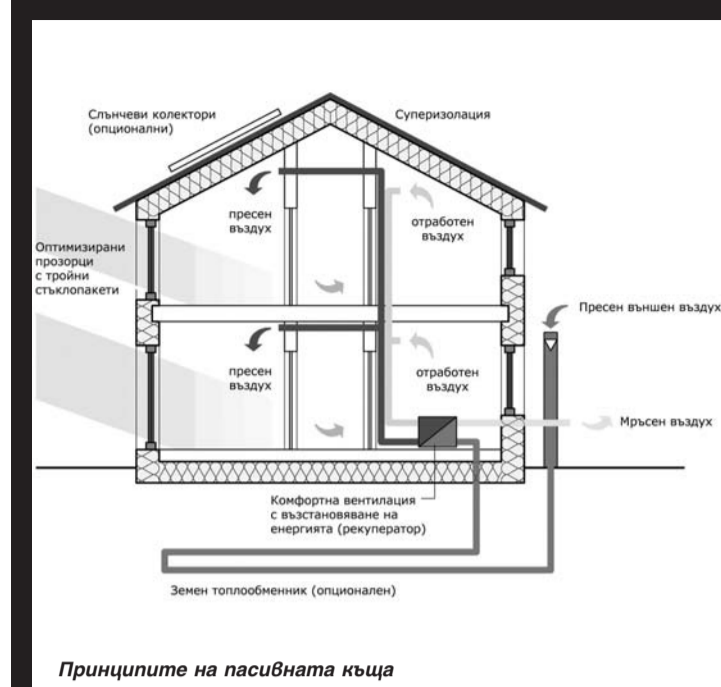 Слънчеви колектори
(опционални)
Суперизолация
пресен
въздух
отработен
въздух
Оптимизирани
прозорци
с тройни
стъклопакети
Пресен външен въздух
пресен
въздух
отработен
въздух
Мръсен въздух
Комфортна вентилация
с възстановяване на
енергията (рекуператор)
Земен топлообменник (опционален)
Принципите на пасивната къща